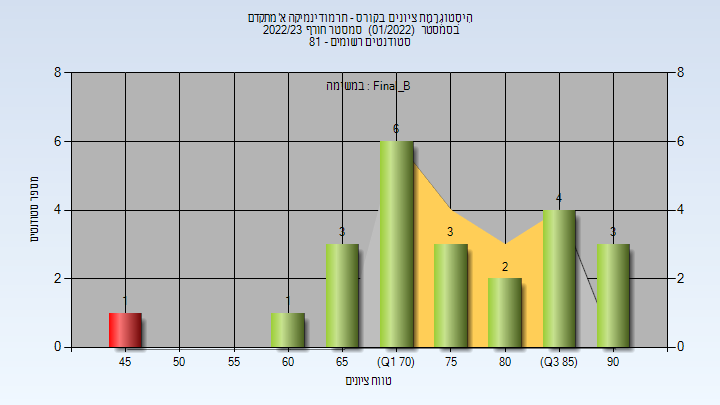 היסטוגרמת ציונים בקורס - תרמודינמיקה א' מתקדם
בסמסטר (01/2022) סמסטר חורף 2022/23
סטודנטים רשומים - 81
במשימה : Final_B
מספר סטודנטים
8 8
6 6
4 4
2 2
0 0
1 1 3 6 3 2 4 3
45 50 55 60 65 (Q1 70) 75 80 (Q3 85) 90
טווח ציונים